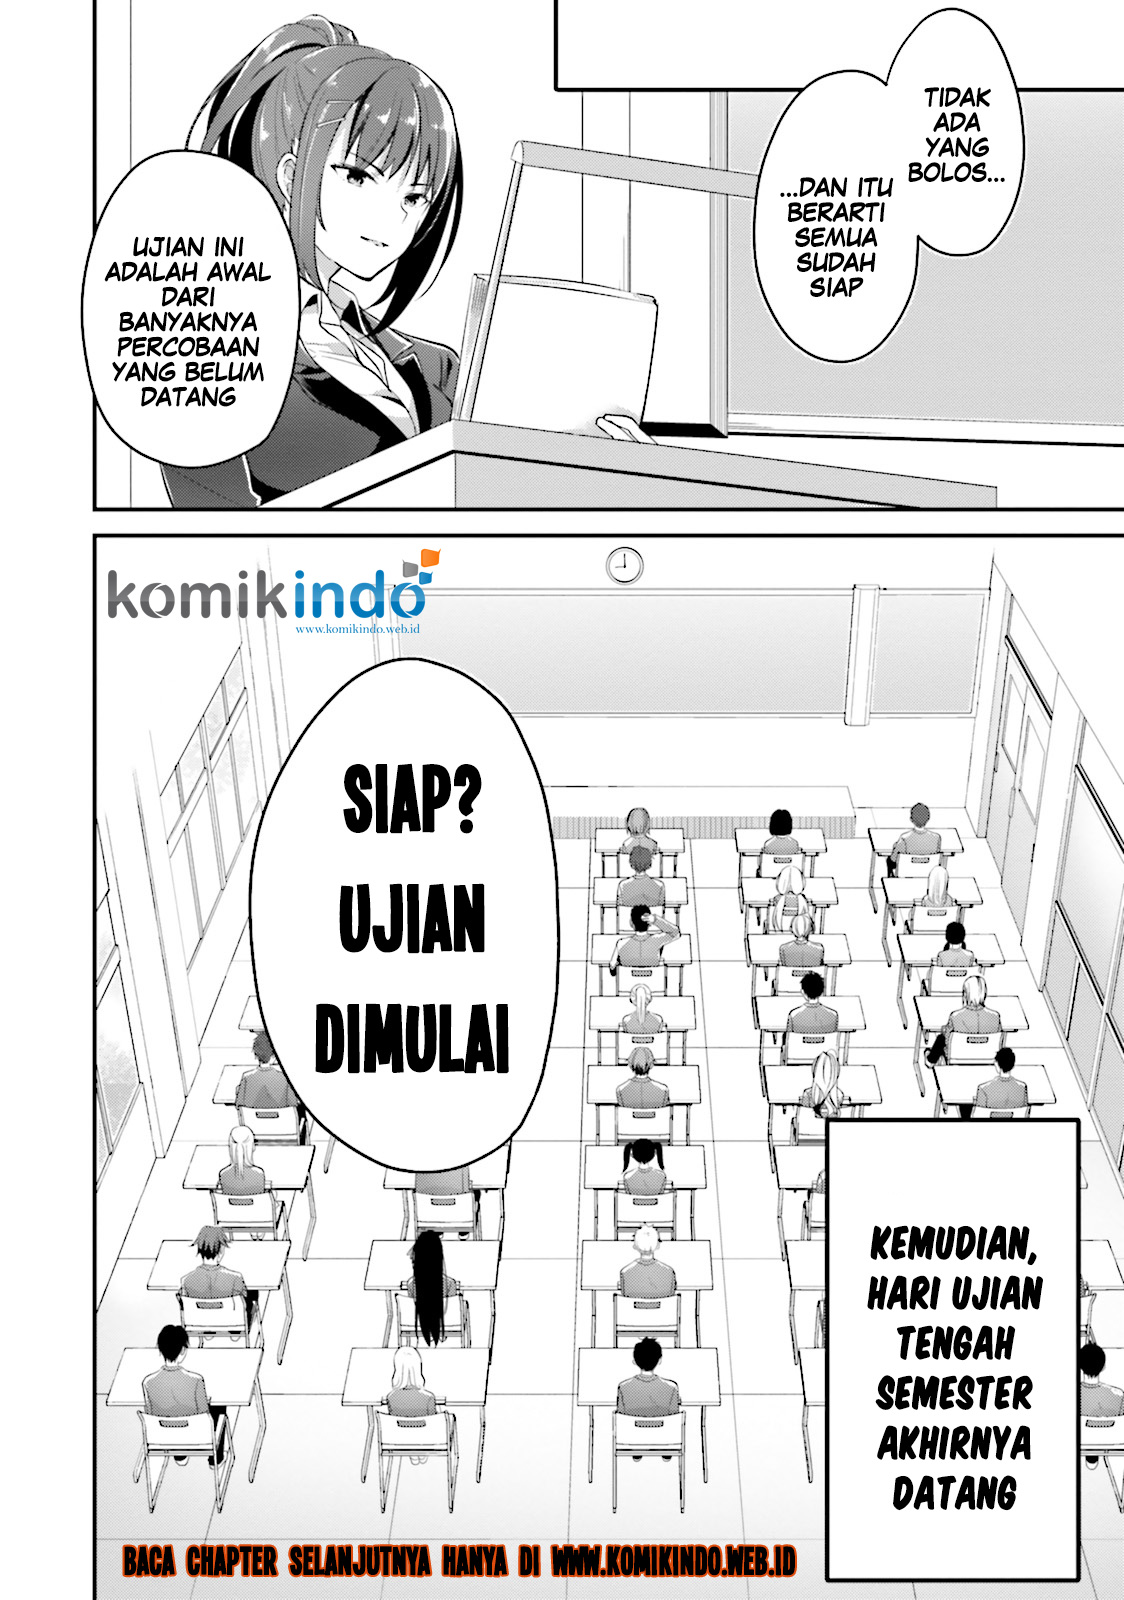 TIDAK
ADA
YANG
BOLOS...
...DAN ITU
BERARTI
SEMUA
SUDAH
SIAP
UJIAN INI
ADALAH AWAL
DARI
BANYAKNYA
PERCOBAAN
YANG BELUM
DATANG
komikindo
www.komikindo.web.id
SIAP?
UJIAN
DIMULAI
KEMUDIAN,
HARI UJIAN
TENGAH
SEMESTER
AKHIRNYA
DATANG
BACA CHAPTER SELANJUTNYA HANYA DI WWW.KOMIKINDO.WEB.ID